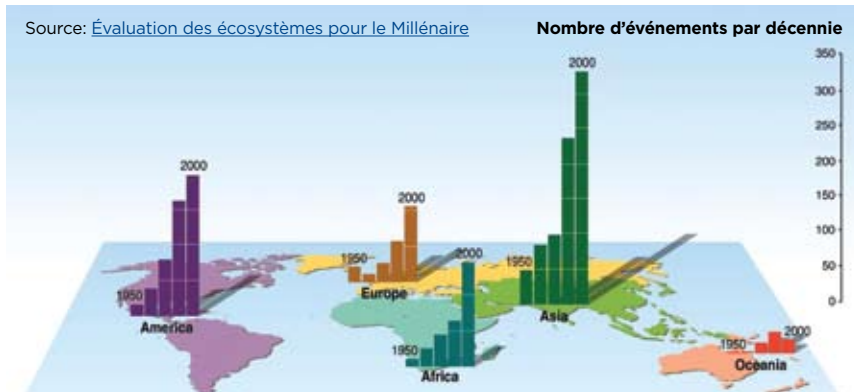 Source: Évaluation des écosystèmes pour le Millénaire
Nombre d'événements par décennie
350
300
250
200
150
100
50
0
2000
1950
America
2000
1950
Europe
2000
1950
Africa
2000
1950
Asia
2000
1950
Oceania